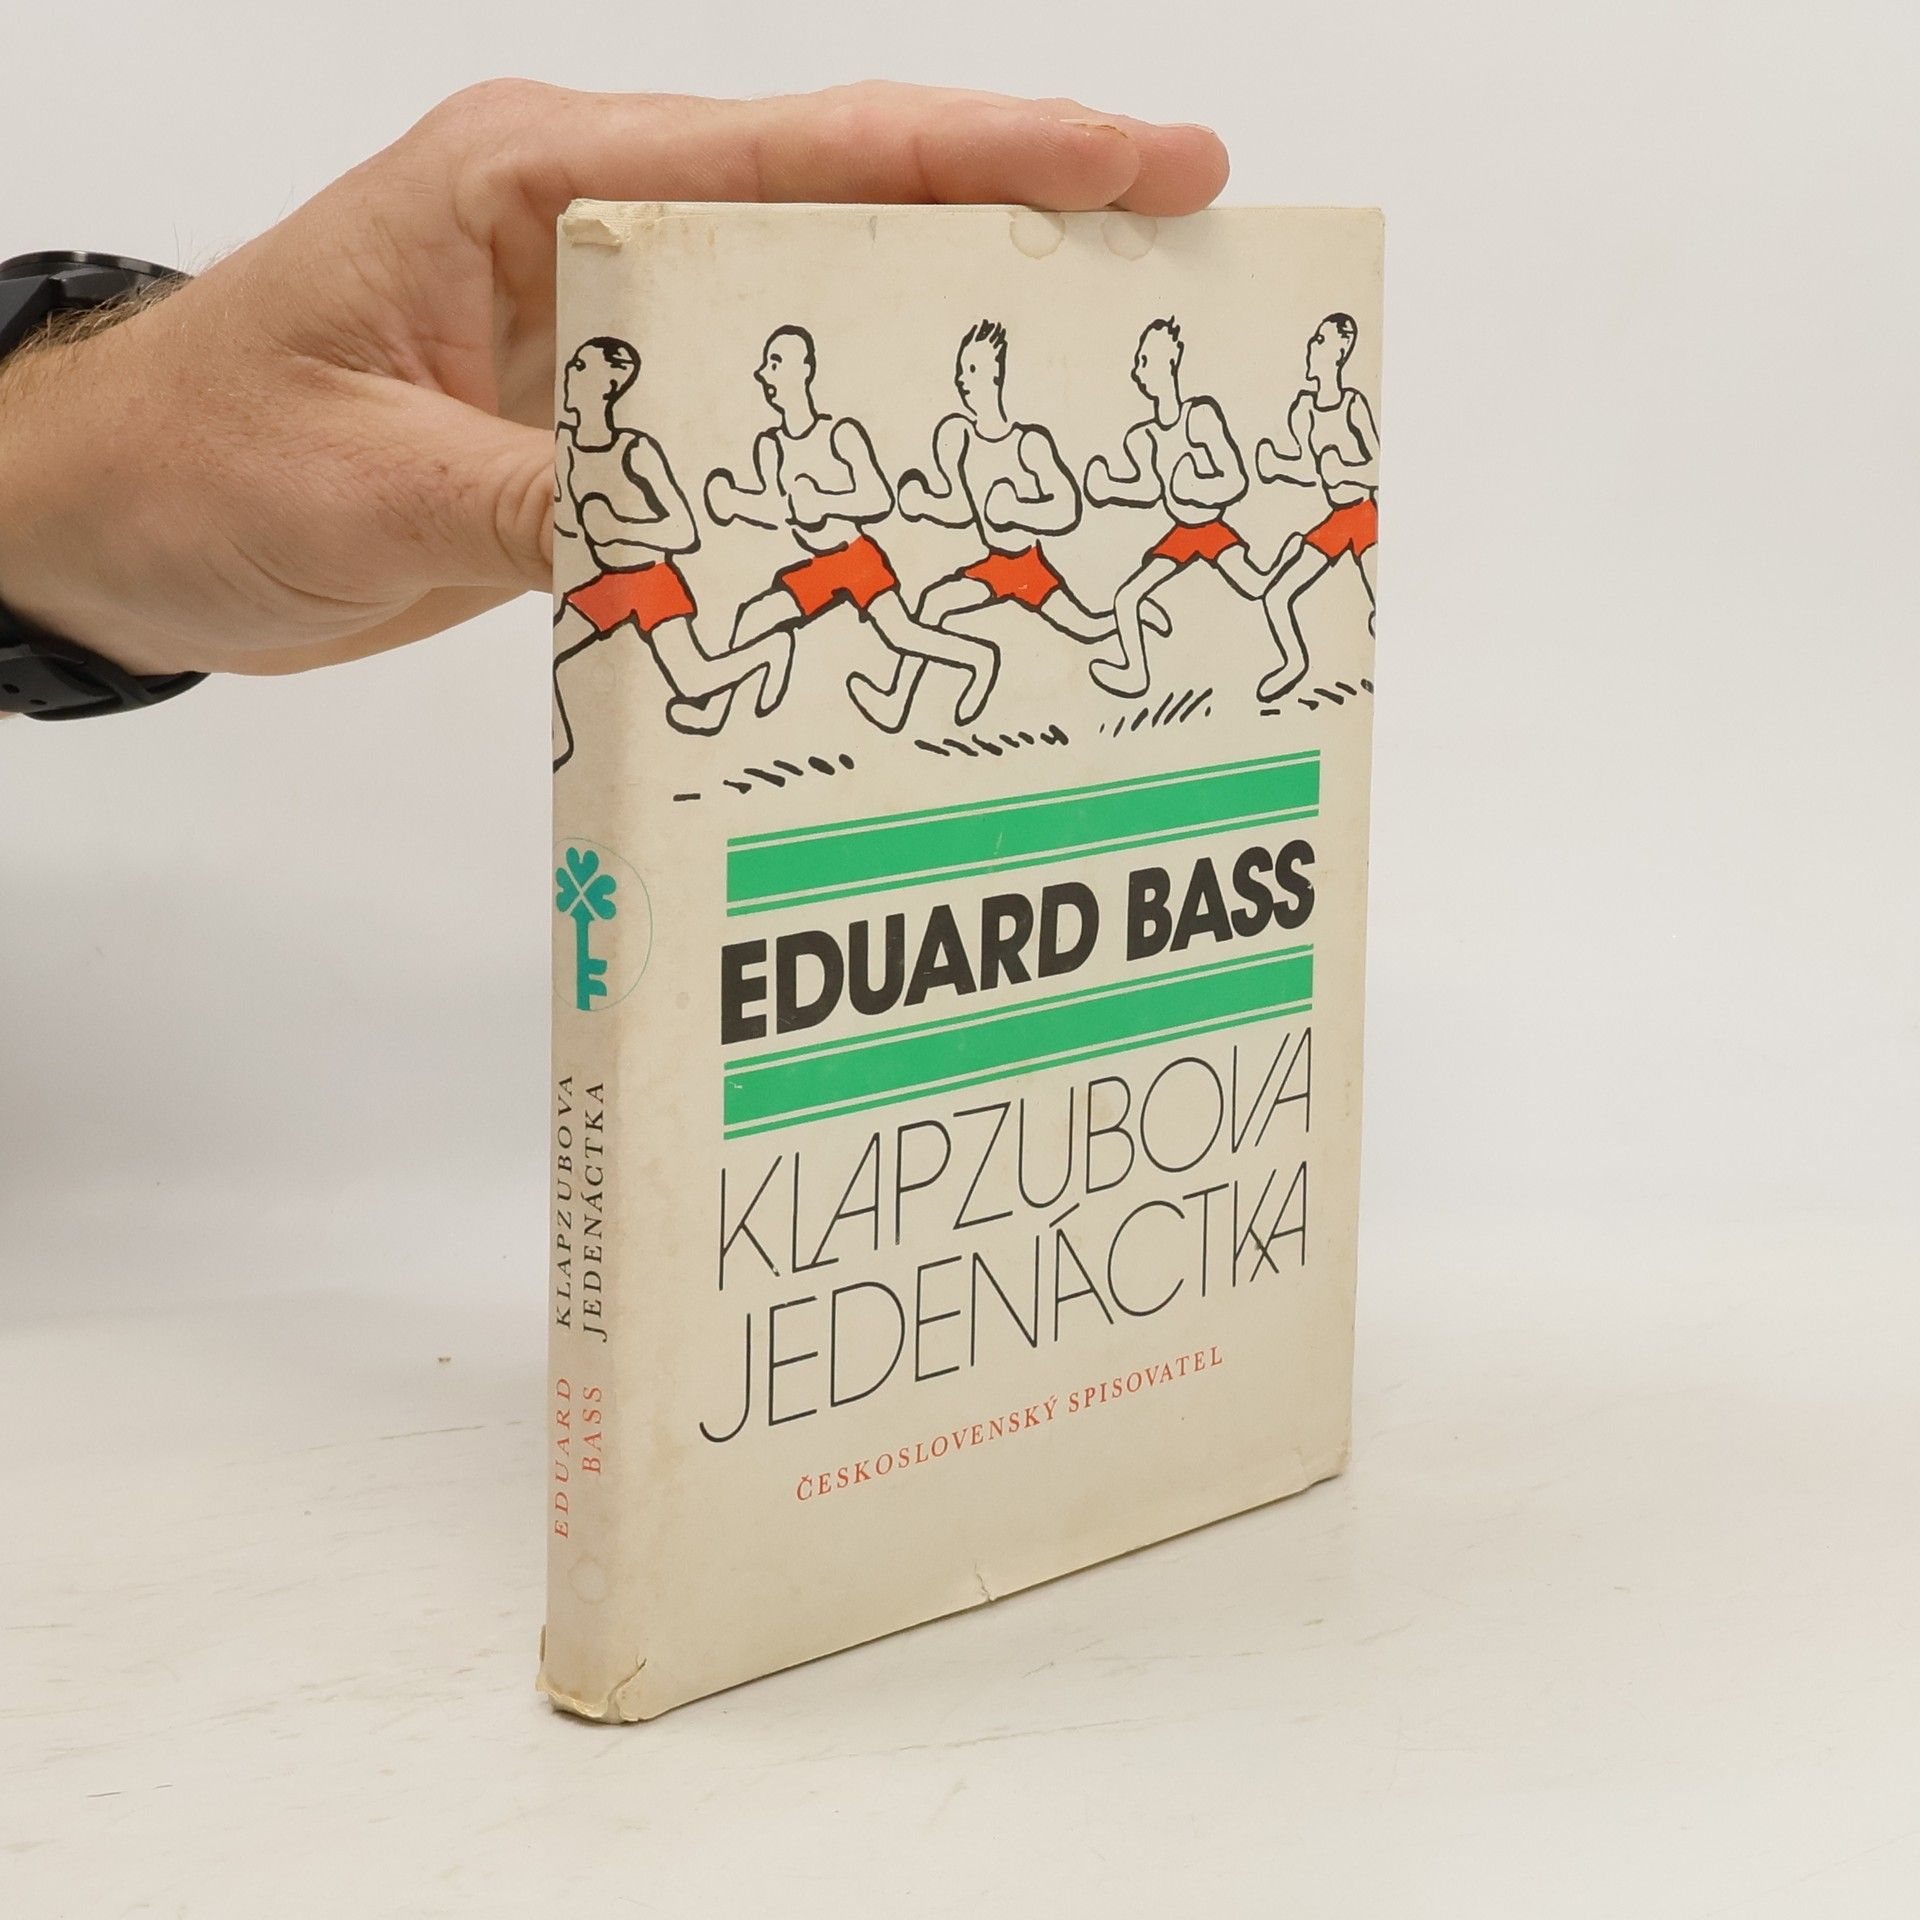 EDUARD BASS
KLAPZUBOVA
JEDENÁCTKA
ČESKOSLOVENSKÝ SPISOVATEL
EDUARD KLAPZUBOVA
BASS JEDENÁCTKA